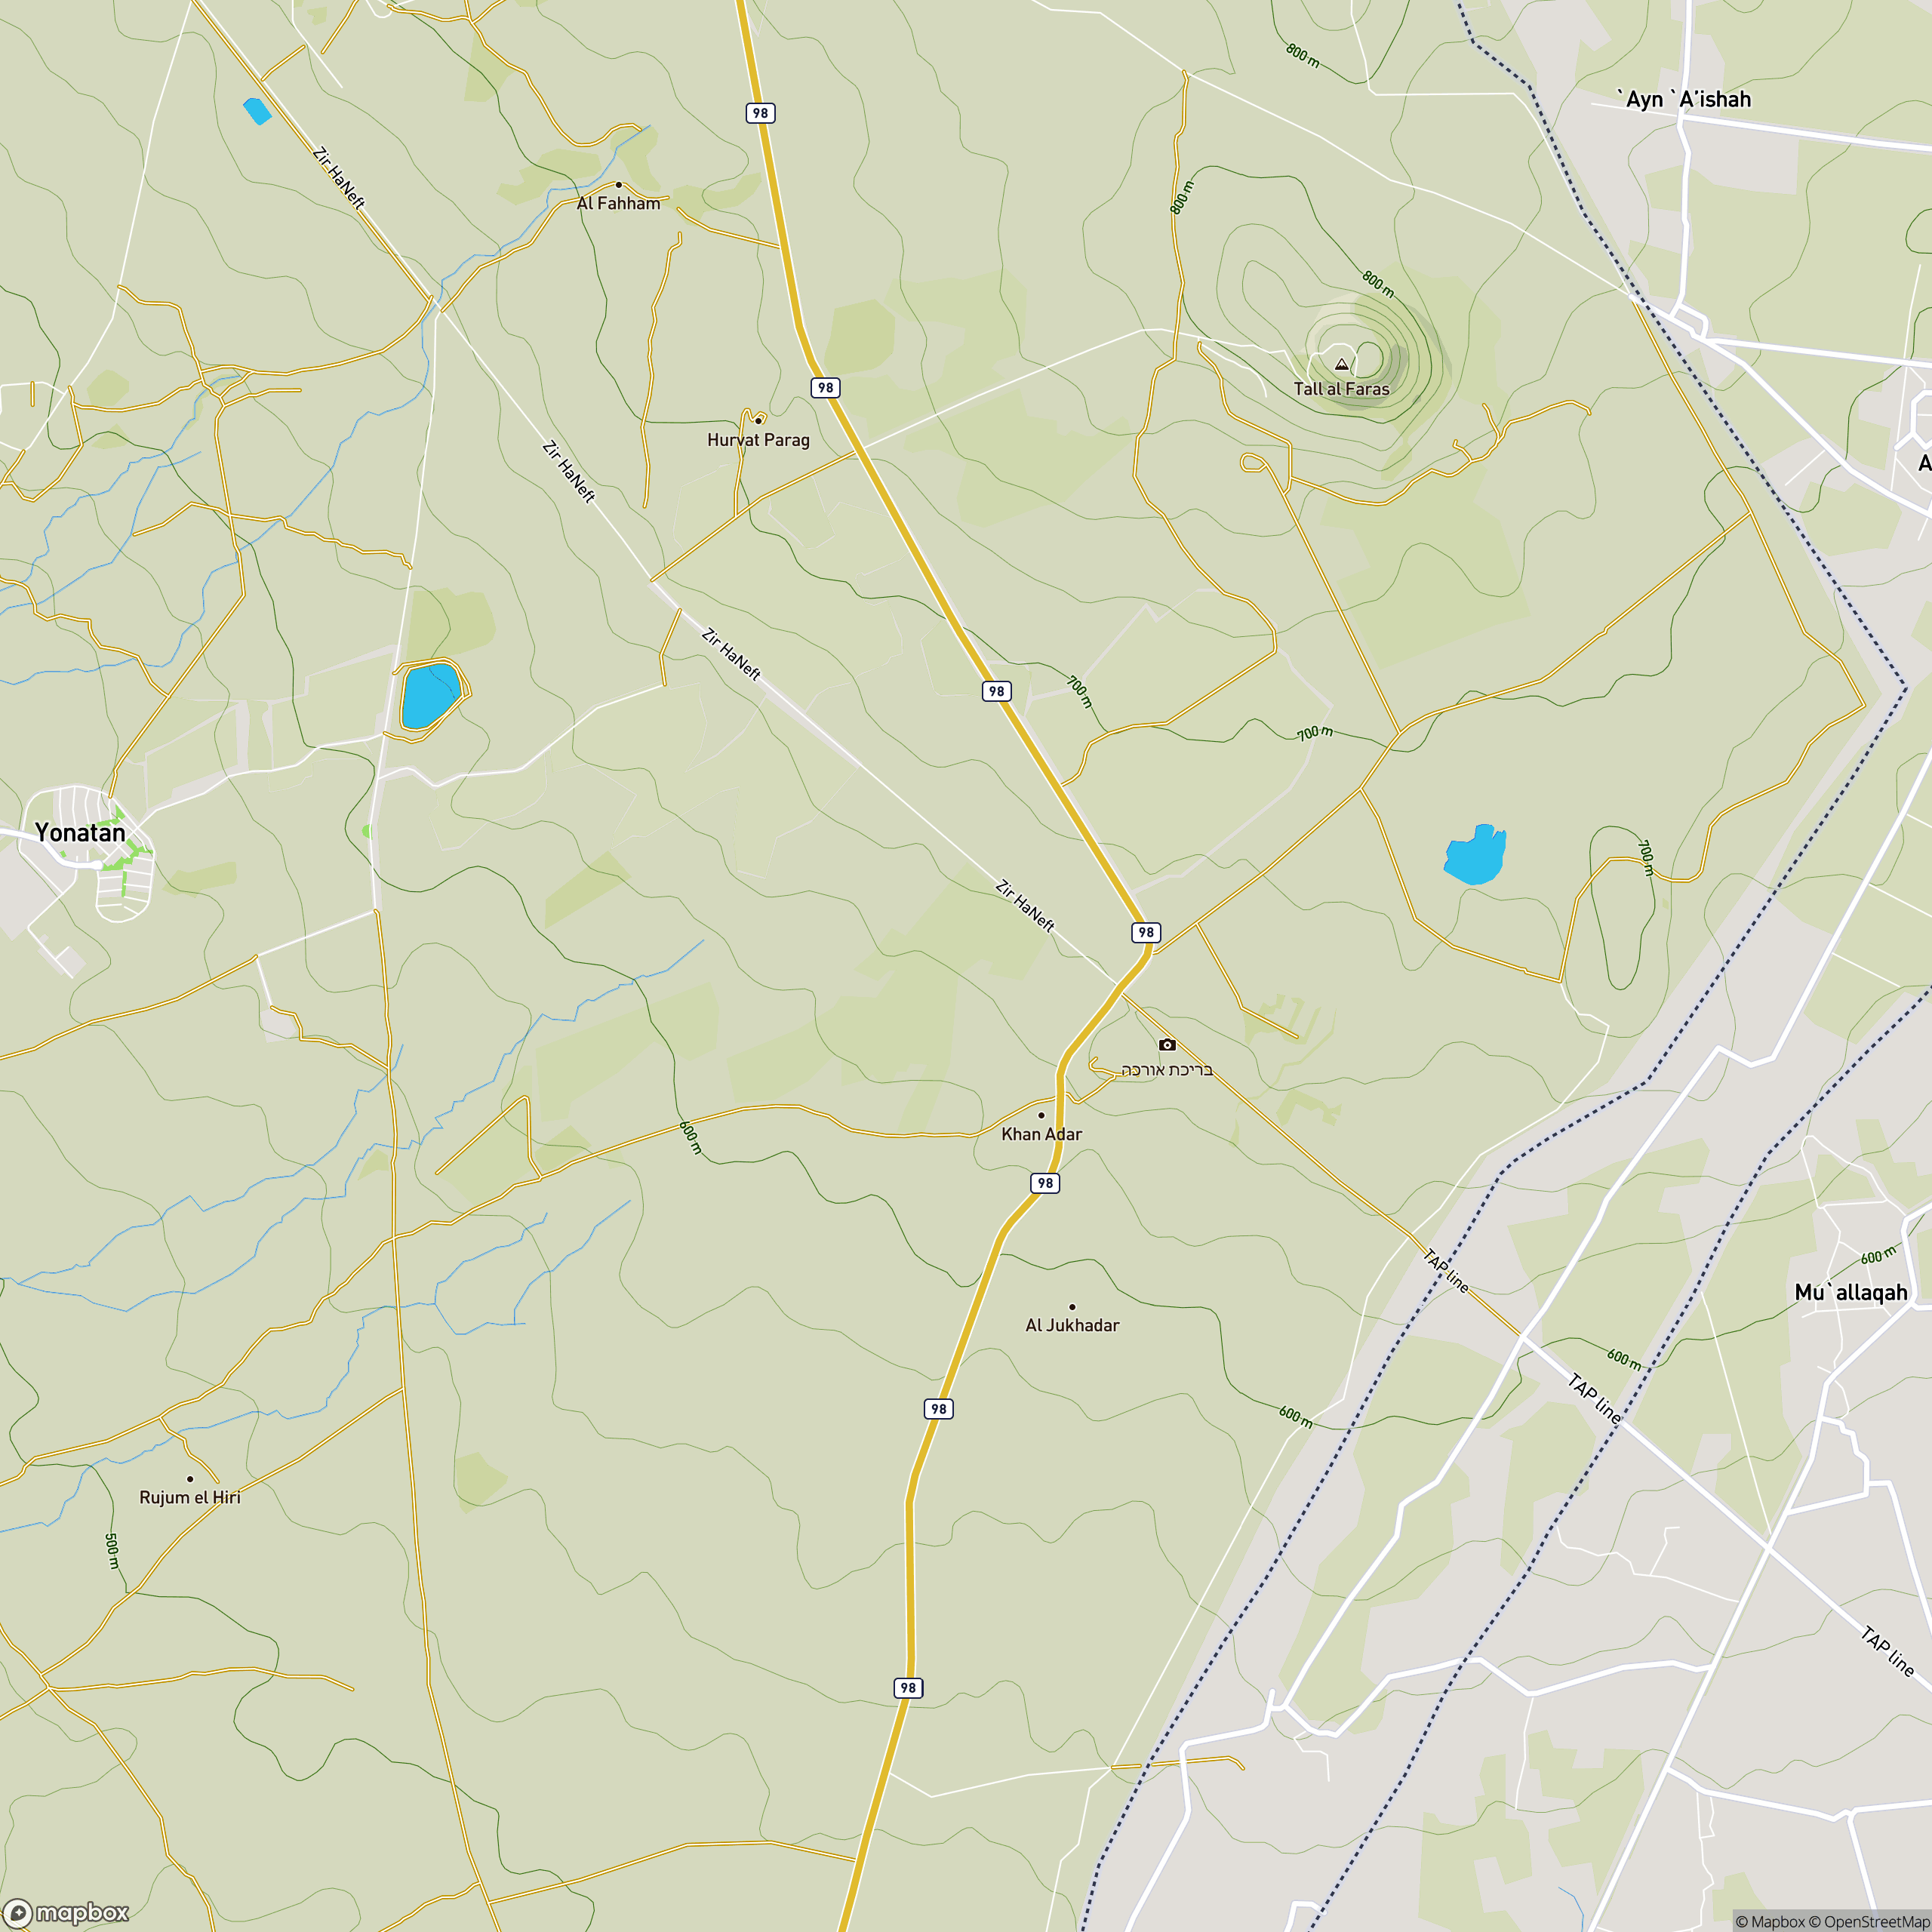 800 m
`Ayn `A'ishah
98
Zir HaNeft
Al Fahham
800 m
800 m
98
Tall al Faras
Hurvat Parag
A
Zir HaNeft
Zir HaNeft
98
700 m
700 m
Yonatan
700 m
Zir HaNeft
98
בריכת אורכה
600 m
Khan Adar
98
TAP line
600 m
Mu`allaqah
Al Jukhadar
600 m
TAP line
98
600 m
Rujum el Hiri
500 m
TAP line
98
mapbox
© Mapbox © OpenStreetMap